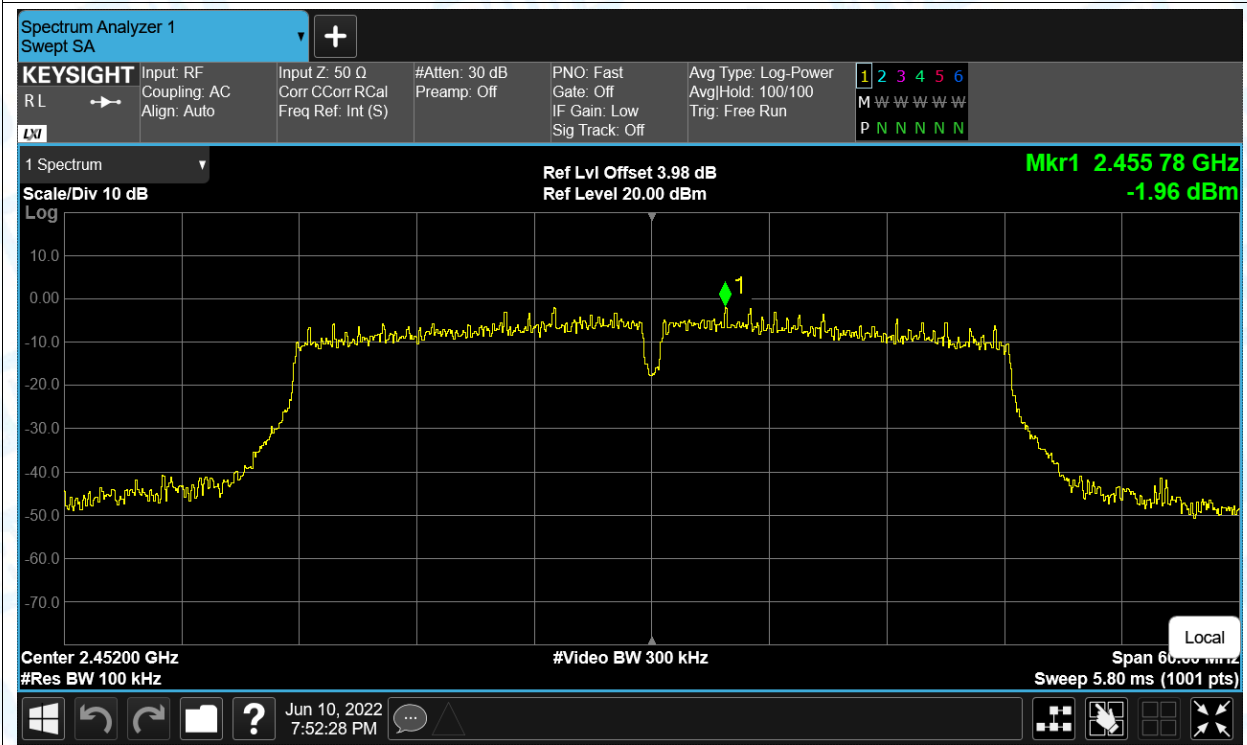 Spectrum Analyzer 1
Swept SA
KEYSIGHT
R L
LXI
Input: RF
Coupling: AC
Align: Auto
Input Z: 50 Ω
Corr CCorr RCal
Freq Ref: Int (S)
#Atten: 30 dB
Preamp: Off
PNO: Fast
Gate: Off
IF Gain: Low
Sig Track: Off
Avg Type: Log-Power
Avg|Hold: 100/100
Trig: Free Run
1 2 3 4 5 6
M W W W W W W
P N N N N N
1 Spectrum
Scale/Div 10 dB
Ref Lvl Offset 3.98 dB
Ref Level 20.00 dBm
Mkr1 2.455 78 GHz
-1.96 dBm
Log
10.0
0.00
-10.0
-20.0
-30.0
-40.0
-50.0
-60.0
-70.0
1
Local
Center 2.45200 GHz
#Video BW 300 kHz
Span 60.00 MHz
#Res BW 100 kHz
Sweep 5.80 ms (1001 pts)
?
Jun 10, 2022
7:52:28 PM